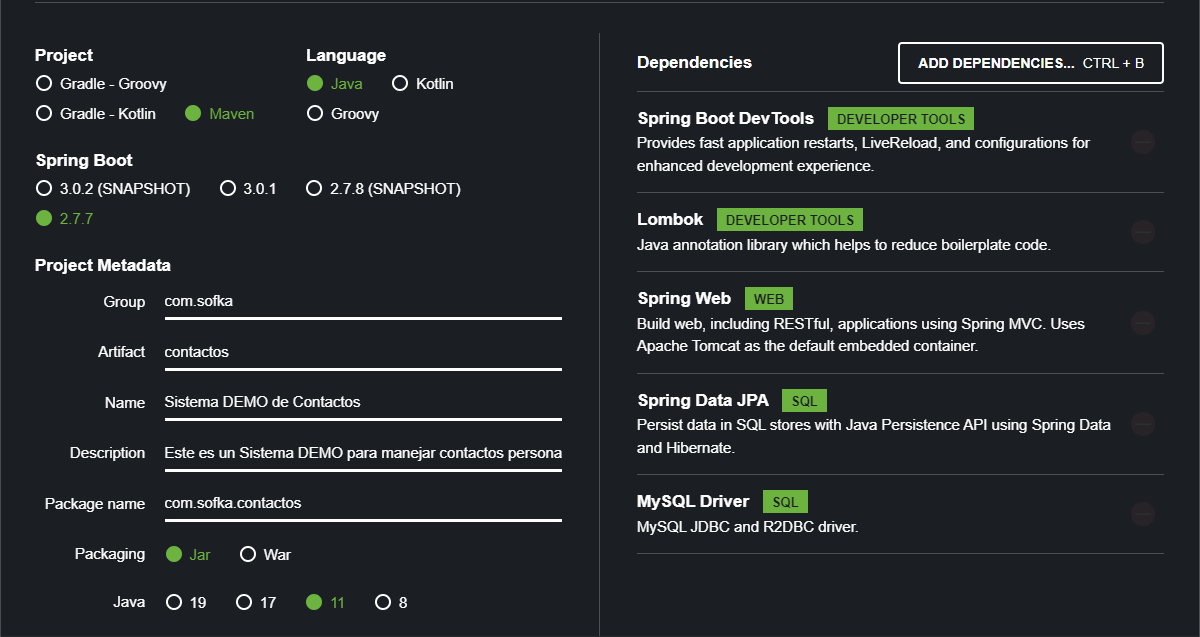 Project
Gradle - Groovy
Gradle - Kotlin Maven
Language
Java Kotlin
Groovy
Spring Boot
3.0.2 (SNAPSHOT) 3.0.1 2.7.8 (SNAPSHOT)
2.7.7
Project Metadata
Group com.sofka
Artifact contactos
Name Sistema DEMO de Contactos
Description Este es un Sistema DEMO para manejar contactos persona
Package name com.sofka.contactos
Packaging Jar War
Java 19 17 11 8
Dependencies ADD DEPENDENCIES... CTRL + B
Spring Boot DevTools DEVELOPER TOOLS
Provides fast application restarts, LiveReload, and configurations for
enhanced development experience.
Lombok DEVELOPER TOOLS
Java annotation library which helps to reduce boilerplate code.
Spring Web WEB
Build web, including RESTful, applications using Spring MVC. Uses
Apache Tomcat as the default embedded container.
Spring Data JPA SQL
Persist data in SQL stores with Java Persistence API using Spring Data
and Hibernate.
MySQL Driver SQL
MySQL JDBC and R2DBC driver.